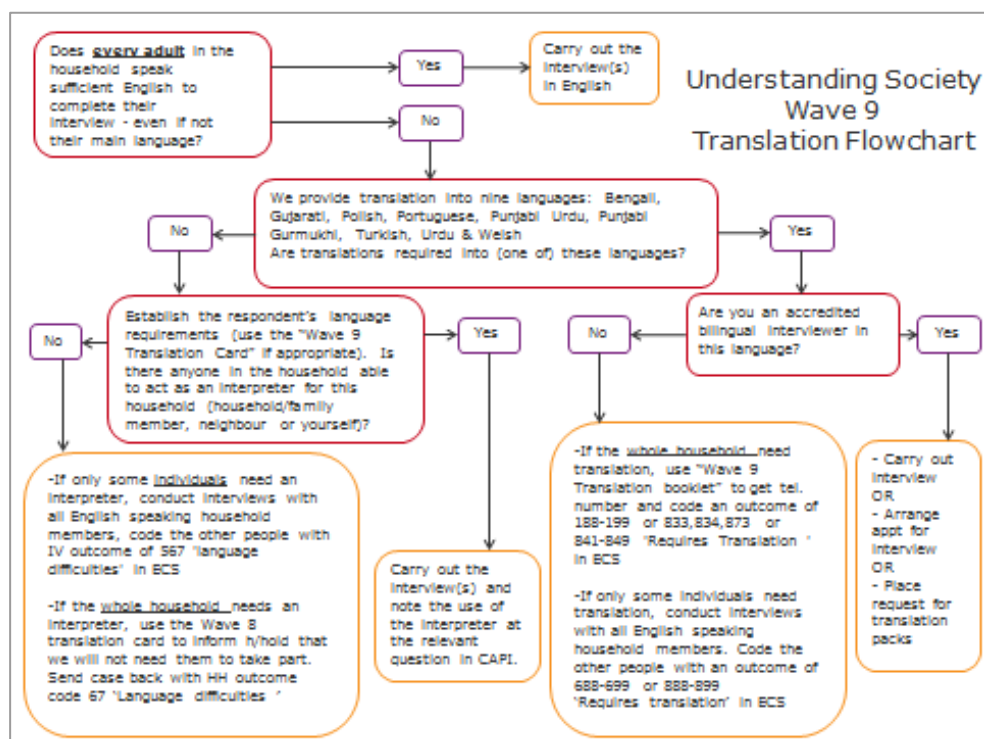 Does every adult in the
household speak
sufficient English to
complete their
interview - even if not
their main language?
Yes
Carry out the
interview(s)
in English
Understanding Society
Wave 9
Translation Flowchart
No
We provide translation into nine languages: Bengali,
Gujarati, Polish, Portuguese, Punjabi Urdu, Punjabi
Gurmukhi, Turkish, Urdu & Welsh
Are translations required into (one of) these languages?
No
Yes
Establish the respondent's language
requirements (use the "Wave 9
Translation Card" if appropriate). Is
there anyone in the household able
to act as an interpreter for this
household (household/family
member, neighbour or yourself)?
No
Yes
Are you an accredited
bilingual interviewer in
this language?
No
Yes
-If only some individuals need an
interpreter, conduct interviews with
all English speaking household
members, code the other people with
IV outcome of 567 'language
difficulties' in ECS
-If the whole household needs an
interpreter, use the Wave 8
translation card to inform h/hold that
we will not need them to take part.
Send case back with HH outcome
code 67 'Language difficulties '
Carry out the
interview(s) and
note the use of
the interpreter at
the relevant
question in CAPI.
-If the whole household need
translation, use "Wave 9
Translation booklet" to get tel.
number and code an outcome of
188-199 or 833,834,873 or
841-849 'Requires Translation '
in ECS
-If only some individuals need
translation, conduct interviews
with all English speaking
household members. Code the
other people with an outcome of
688-699 or 888-899
'Requires translation' in ECS
- Carry out
interview
OR
- Arrange
appt for
interview
OR
- Place
request for
translation
packs